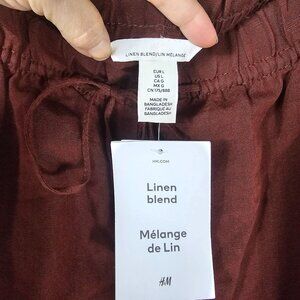 LINEN BLEND/LIN MÉLANGÉ
EUR L
US L
CA G
MX G
CN 175/88B
MADE IN
BANGLADESH
FABRIQUÉ AU
BANGLADESH
HM.COM
Linen
blend
Mélange
de Lin
H&M